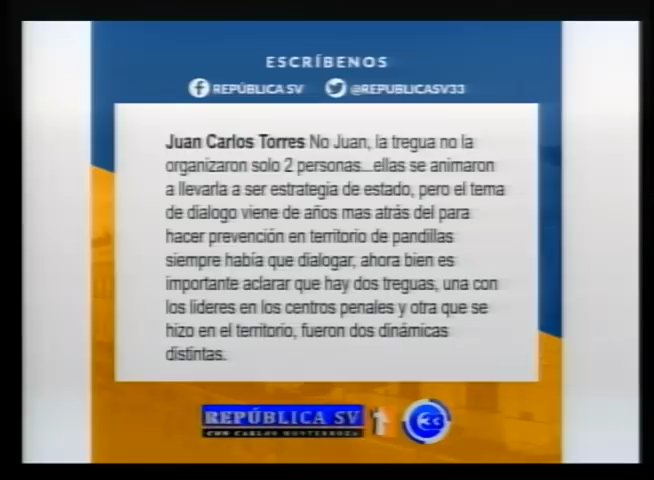 ESCRÍBENOS
REPÚBLICA SV @REPUBLICASV33
Juan Carlos Torres No Juan, la tregua no la
organizaron solo 2 personas...ellas se animaron
a llevarla a ser estrategia de estado, pero el tema
de dialogo viene de años mas atrás del para
hacer prevención en territorio de pandillas
siempre había que dialogar, ahora bien es
importante aclarar que hay dos treguas, una con
los lideres en los centros penales y otra que se
hizo en el territorio, fueron dos dinámicas
distintas.
REPÚBLICA SV
CON CARLOS MONTERROZA
33